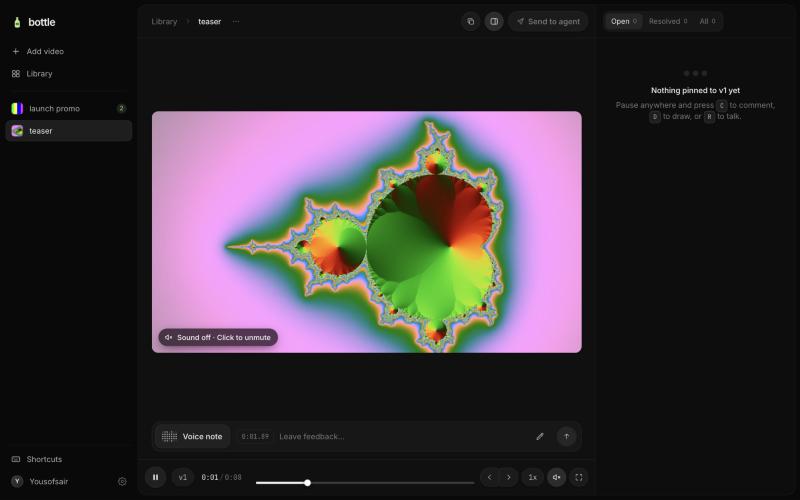 bottle
Add video
Library
launch promo 2
teaser
Shortcuts
Y Yousofsair
Library > teaser ···
Send to agent
Sound off · Click to unmute
Voice note 0:01.89 Leave feedback...
v1 0:01 / 0:08 1x
Open 0 Resolved 0 All 0
Nothing pinned to v1 yet
Pause anywhere and press C to comment,
D to draw, or R to talk.